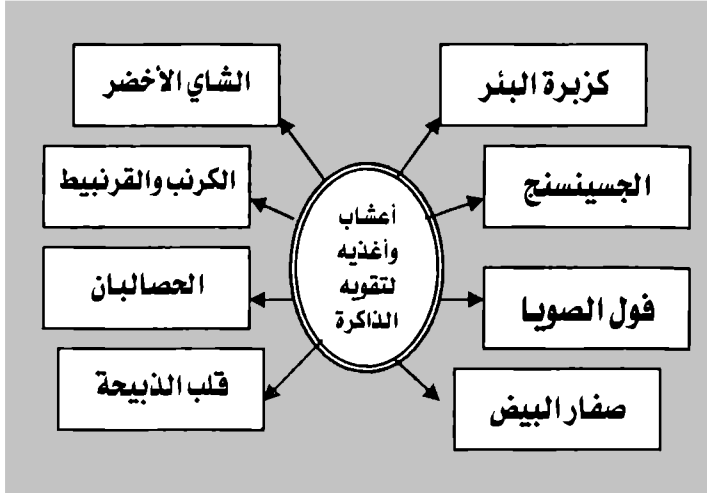 كزبرة البئر
الشاي الأخضر
الجسينسنج
الكرنب والقرنبيط
أعشاب
وأغذيه
لتقويه
الذاكرة
فول الصويا
الحصالبان
صفار البيض
قلب الذبيحة